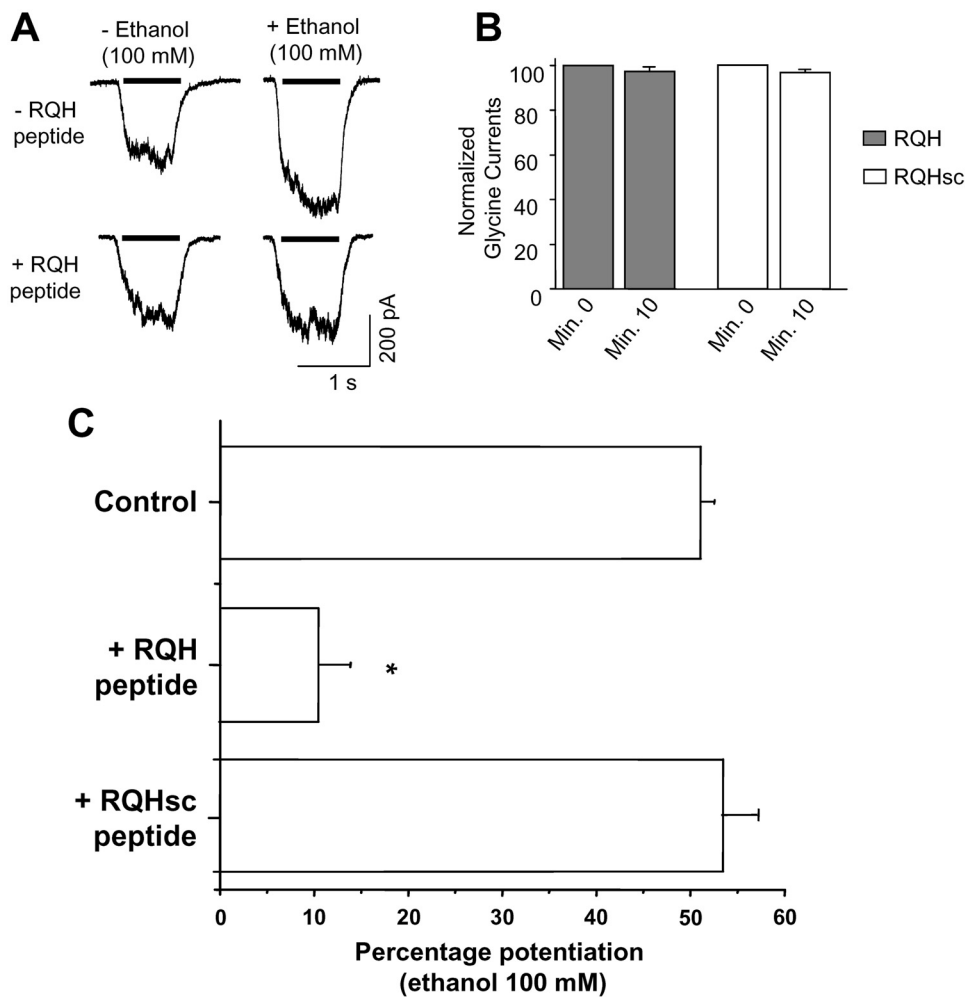 A
- Ethanol
(100 mM)
+ Ethanol
(100 mM)
- RQH
peptide
+ RQH
peptide
200 pA
1 s
B
Normalized
Glycine Currents
100
80
60
40
20
0
Min. 0
Min. 10
Min. 0
Min. 10
RQH
RQHsc
C
Control
+ RQH
peptide
*
+ RQHsc
peptide
0 10 20 30 40 50 60
Percentage potentiation
(ethanol 100 mM)